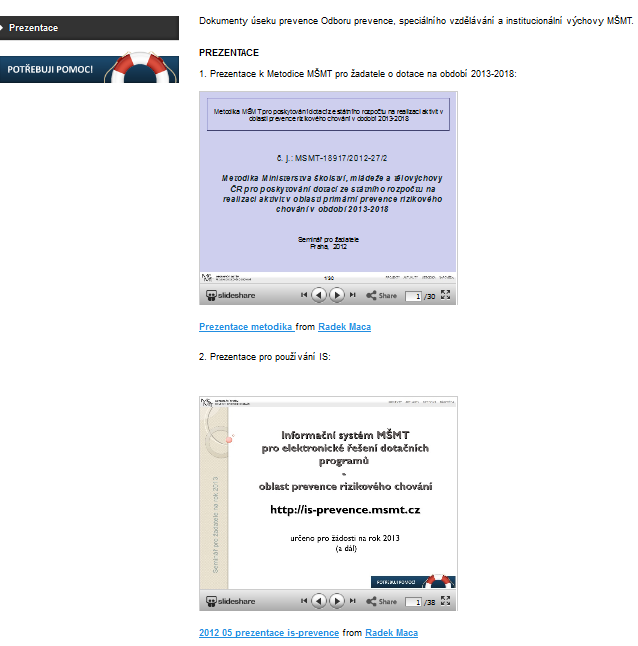 Prezentace
POTŘEBUJI POMOCI
Dokumenty úseku prevence Odboru prevence, speciálního vzdělávání a institucionální výchovy MŠMT.
PREZENTACE
1. Prezentace k Metodice MŠMT pro žadatele o dotace na období 2013-2018:
Metodika MŠMT pro poskytování dotací ze státního rozpočtu na realizaci aktivit v
oblasti prevence rizikového chování v období 2013-2018
č. j.: MSMT-18917/2012-27/2
Metodika Ministerstva školství, mládeže a tělovýchovy
ČR pro poskytování dotací ze státního rozpočtu na
realizaci aktivit v oblasti primární prevence rizikového
chování v období 2013-2018
Seminář pro žadatele
Praha, 2012
1/30
slideshare
Share
1 /30
Prezentace metodika from Radek Maca
2. Prezentace pro používání IS:
Informační systém MŠMT
pro elektronické řešení dotačních
programů
-
oblast prevence rizikového chování
http://is-prevence.msmt.cz
určeno pro žádosti na rok 2013
(a dál)
Seminář pro žadatele na rok 2013
POTŘEBUJI POMOCI
slideshare
Share
1 /38
2012 05 prezentace is-prevence from Radek Maca